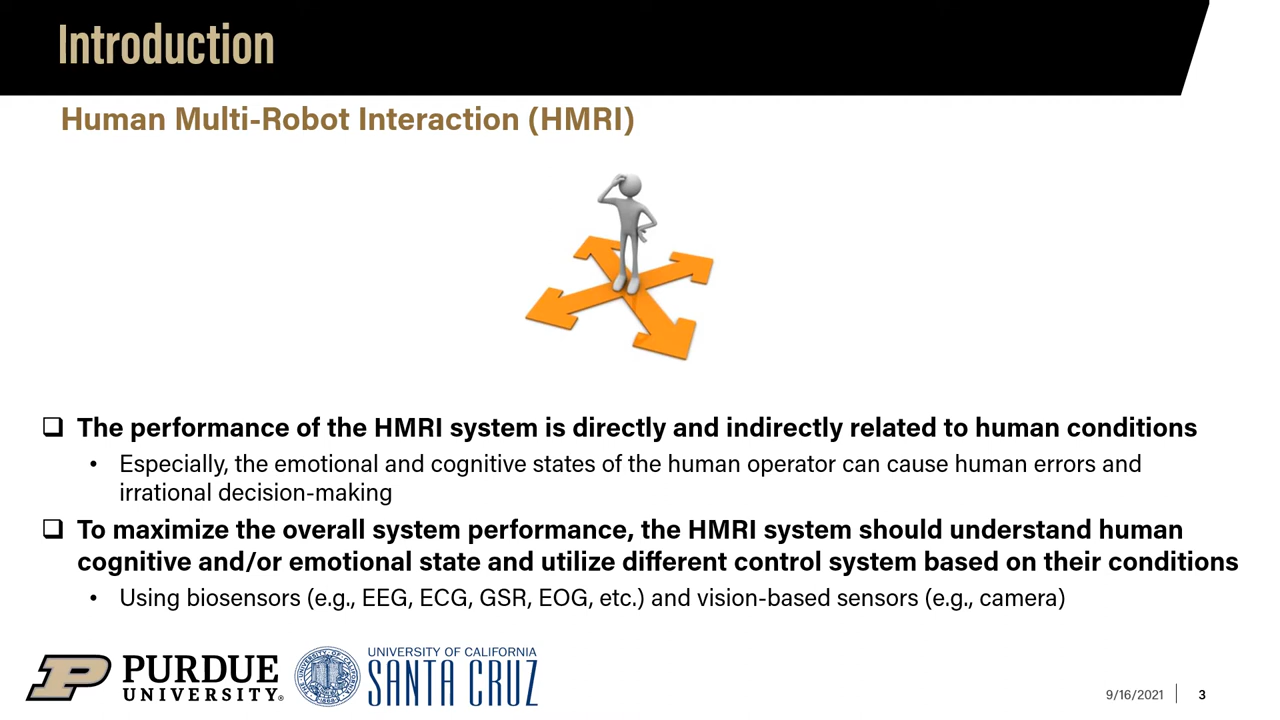 Introduction
Human Multi-Robot Interaction (HMRI)
❑ The performance of the HMRI system is directly and indirectly related to human conditions
• Especially, the emotional and cognitive states of the human operator can cause human errors and
irrational decision-making
❑ To maximize the overall system performance, the HMRI system should understand human
cognitive and/or emotional state and utilize different control system based on their conditions
• Using biosensors (e.g., EEG, ECG, GSR, EOG, etc.) and vision-based sensors (e.g., camera)
PURDUE
UNIVERSITY®
UNIVERSITY OF CALIFORNIA
SANTA CRUZ
9/16/2021
3